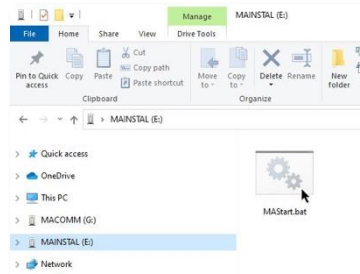 Manage
MAINSTAL (E:)
File
Home
Share
View
Drive Tools
Pin to Quick access
Copy
Paste
Cut
Copy path
Paste shortcut
Move to
Copy to
Delete
Rename
New folder
Clipboard
Organize
MAINSTAL (E:)
Quick access
OneDrive
This PC
MACOMM (G:)
MAINSTAL (E:)
Network
MAStart.bat